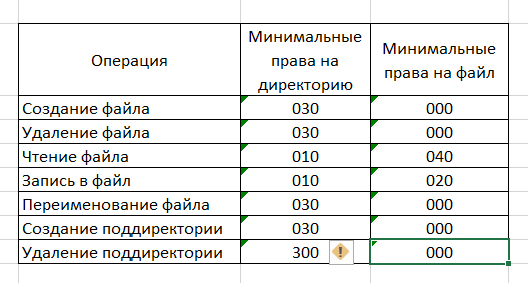 Операция
Минимальные
права на
директорию
Минимальные
права на файл
Создание файла 030 000
Удаление файла 030 000
Чтение файла 010 040
Запись в файл 010 020
Переименование файла 030 000
Создание поддиректории 030 000
Удаление поддиректории 300 ! 000